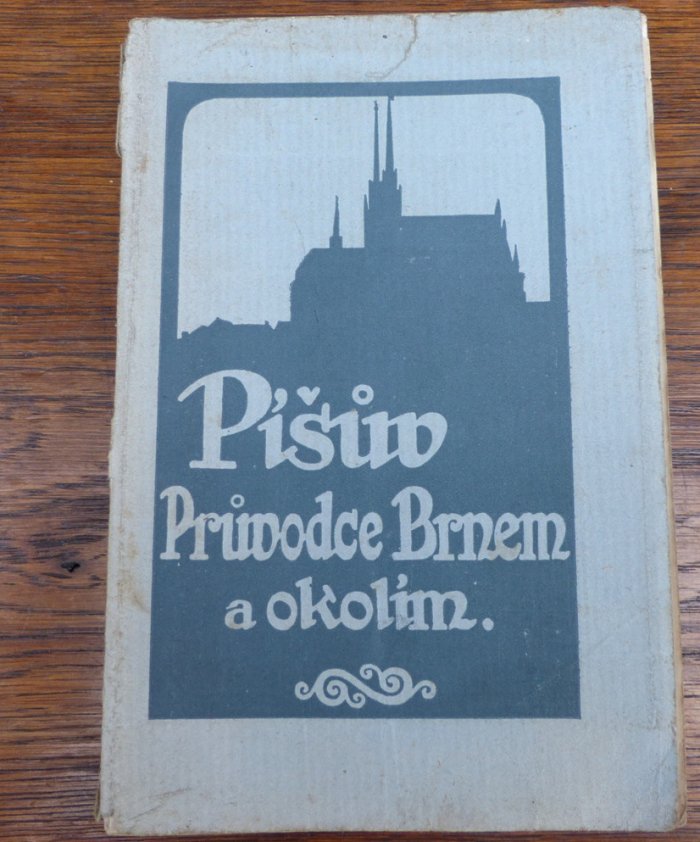 Píšův
Průvodce Brnem
a okolím.